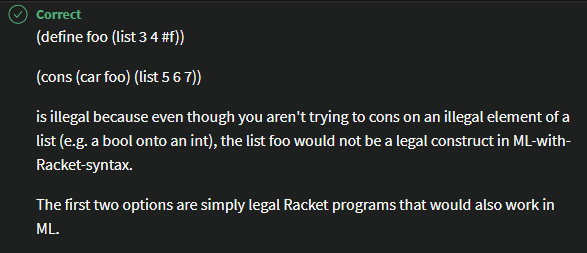 Correct
(define foo (list 3 4 #f))
(cons (car foo) (list 5 6 7))
is illegal because even though you aren't trying to cons on an illegal element of a
list (e.g. a bool onto an int), the list foo would not be a legal construct in ML-with-
Racket-syntax.
The first two options are simply legal Racket programs that would also work in
ML.